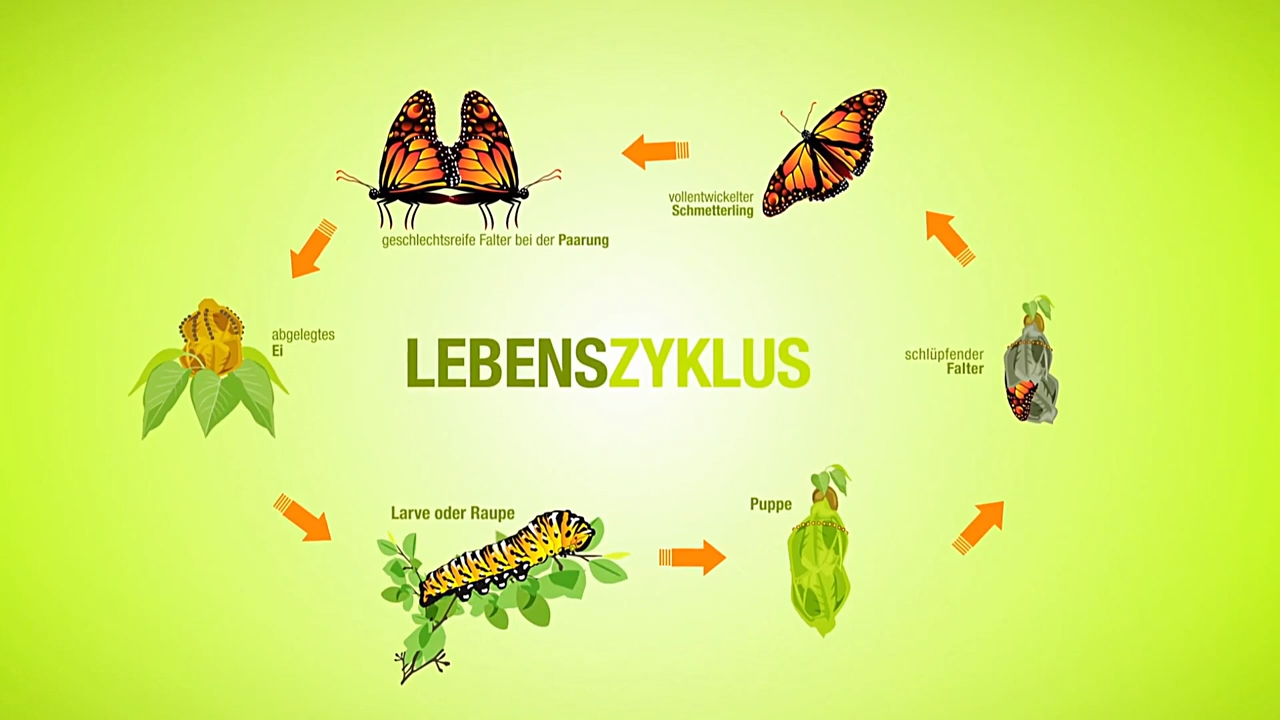 vollentwickelter
Schmetterling
geschlechtsreife Falter bei der Paarung
abgelegtes
Ei
LEBENSZYKLUS
schlüpfender
Falter
Larve oder Raupe
Puppe